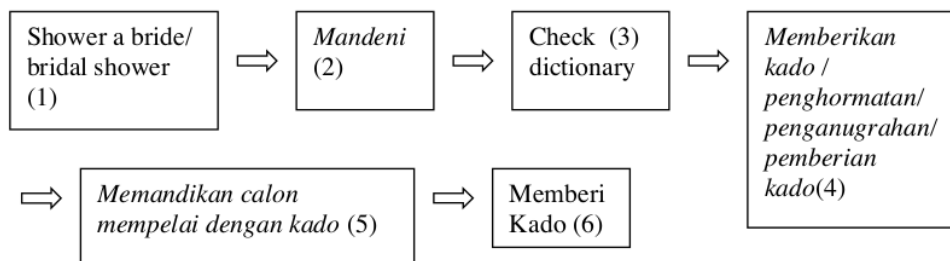 Shower a bride/
bridal shower
(1)
Mandeni
(2)
Check (3)
dictionary
Memberikan
kado /
penghormatan/
penganugrahan/
pemberian
kado(4)
Memandikan calon
mempelai dengan kado (5)
Memberi
Kado (6)